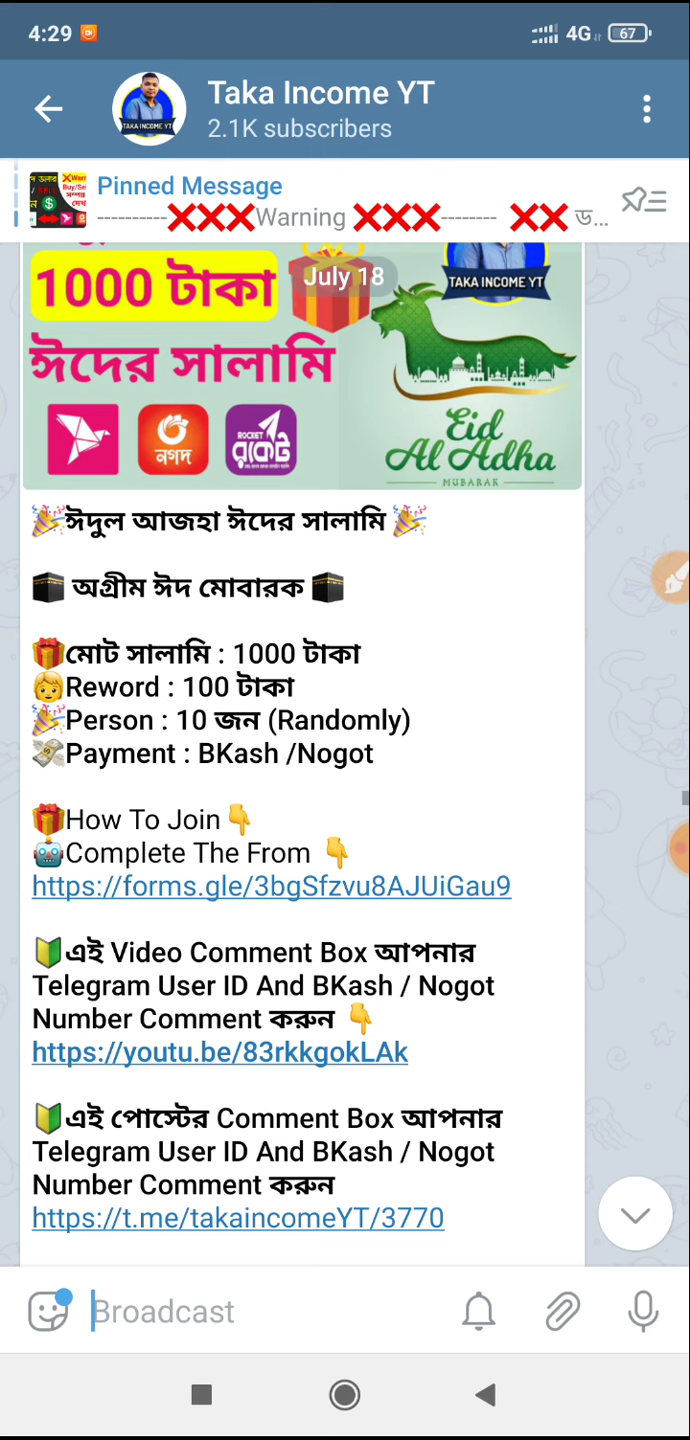 4:29
4G
67
Taka Income YT
2.1K subscribers
Pinned Message
----------❌❌❌Warning ❌❌❌-------- ❌❌ ড...
1000 টাকা
July 18
TAKA INCOME YT
ঈদের সালামি
নগদ
ROCKET
রকেট
Eid
Al Adha
MUBARAK
🎉ঈদুল আজহা ঈদের সালামি 🎉
🕋 অগ্রীম ঈদ মোবারক 🕋
🎁মোট সালামি : 1000 টাকা
🧒Reword : 100 টাকা
🎉Person : 10 জন (Randomly)
💸Payment : BKash /Nogot
🎁How To Join👇
🤖Complete The From 👇
https://forms.gle/3bgSfzvu8AJUiGau9
🔰এই Video Comment Box আপনার
Telegram User ID And BKash / Nogot
Number Comment করুন 👇
https://youtu.be/83rkkgokLAk
🔰এই পোস্টের Comment Box আপনার
Telegram User ID And BKash / Nogot
Number Comment করুন
https://t.me/takaincomeYT/3770
Broadcast